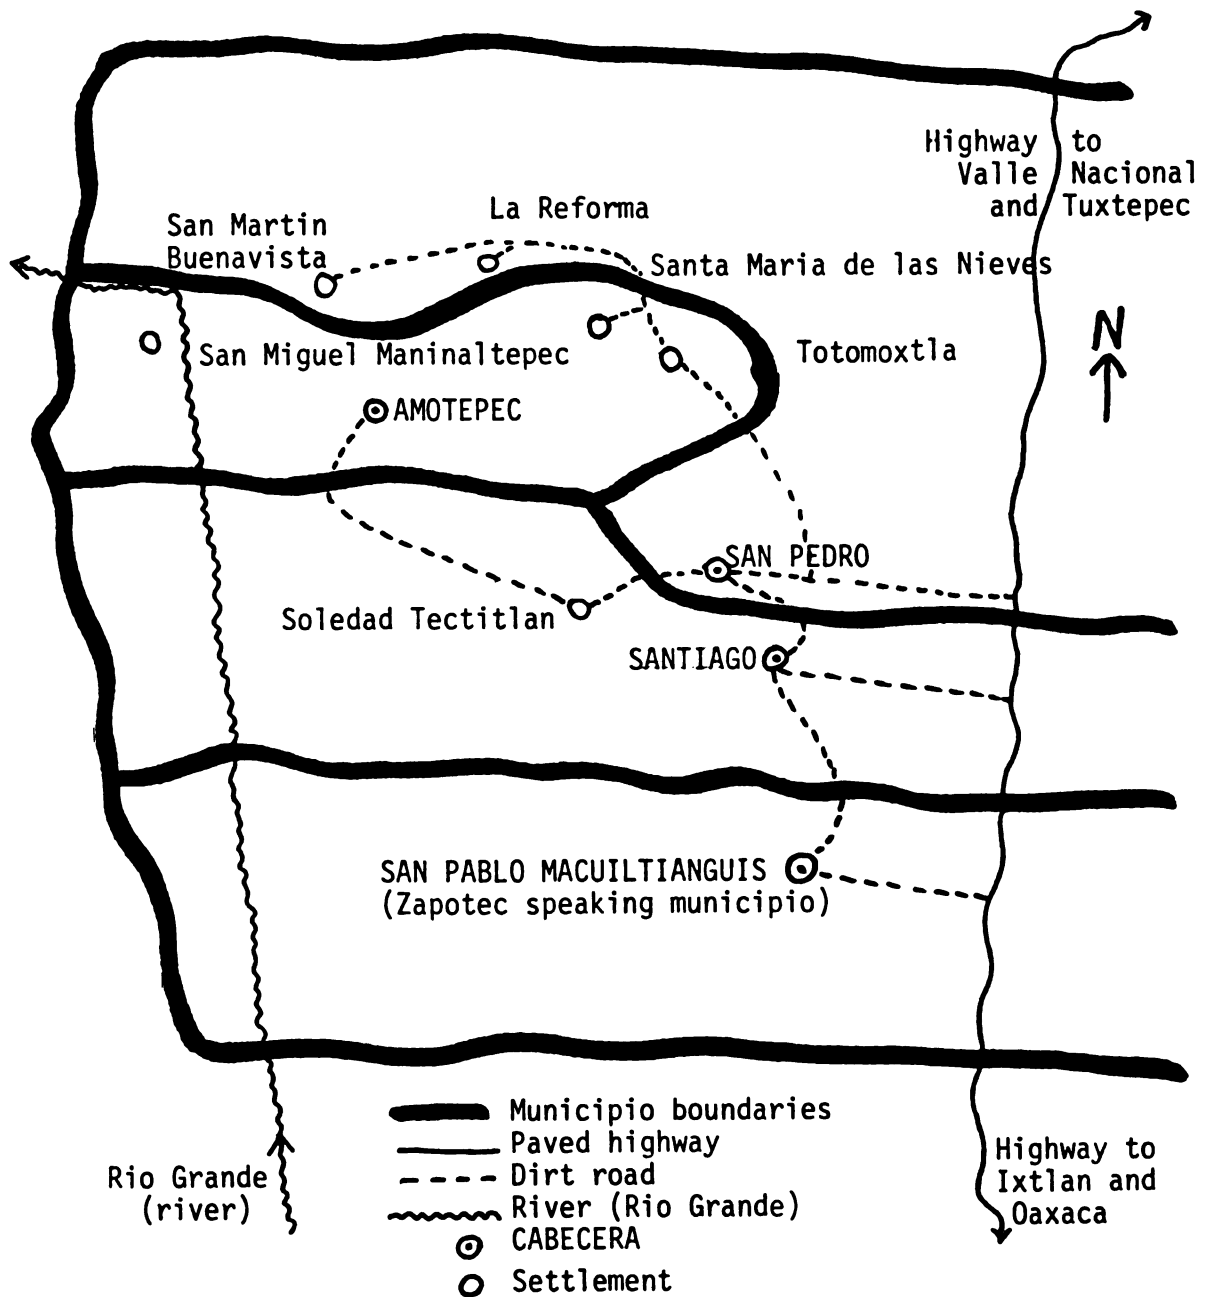 Highway to
Valle Nacional
and Tuxtepec
La Reforma
San Martin
Buenavista
Santa Maria de las Nieves
N
San Miguel Maninaltepec
Totomoxtla
AMOTEPEC
SAN PEDRO
Soledad Tectitlan
SANTIAGO
SAN PABLO MACUILTIANGUIS
(Zapotec speaking municipio)
Municipio boundaries
Paved highway
Dirt road
River (Rio Grande)
CABECERA
Settlement
Rio Grande
(river)
Highway to
Ixtlan and
Oaxaca